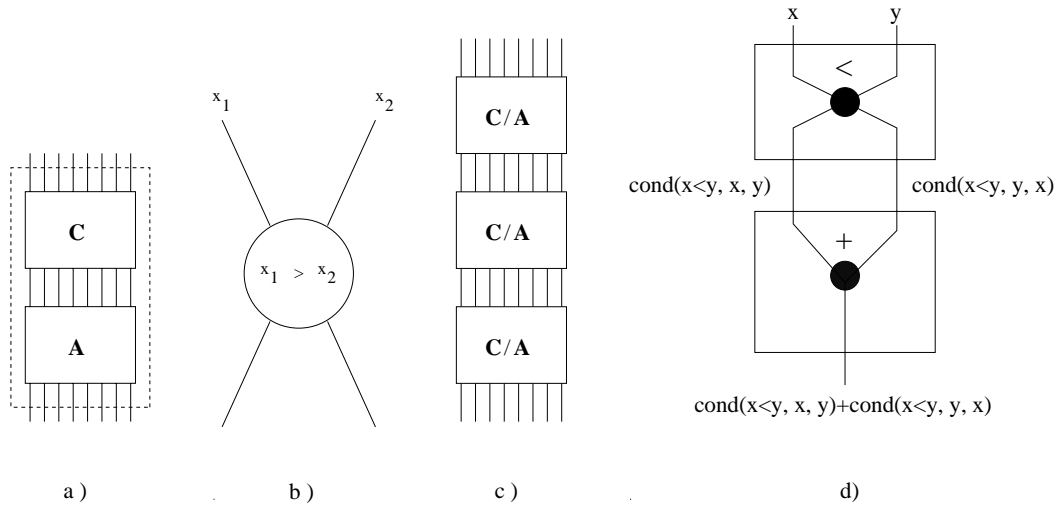 C
A
a )
x1
x2
x1 > x2
b )
C/A
C/A
C/A
c )
x y
<
cond(x<y, x, y)
cond(x<y, y, x)
+
cond(x<y, x, y)+cond(x<y, y, x)
d)